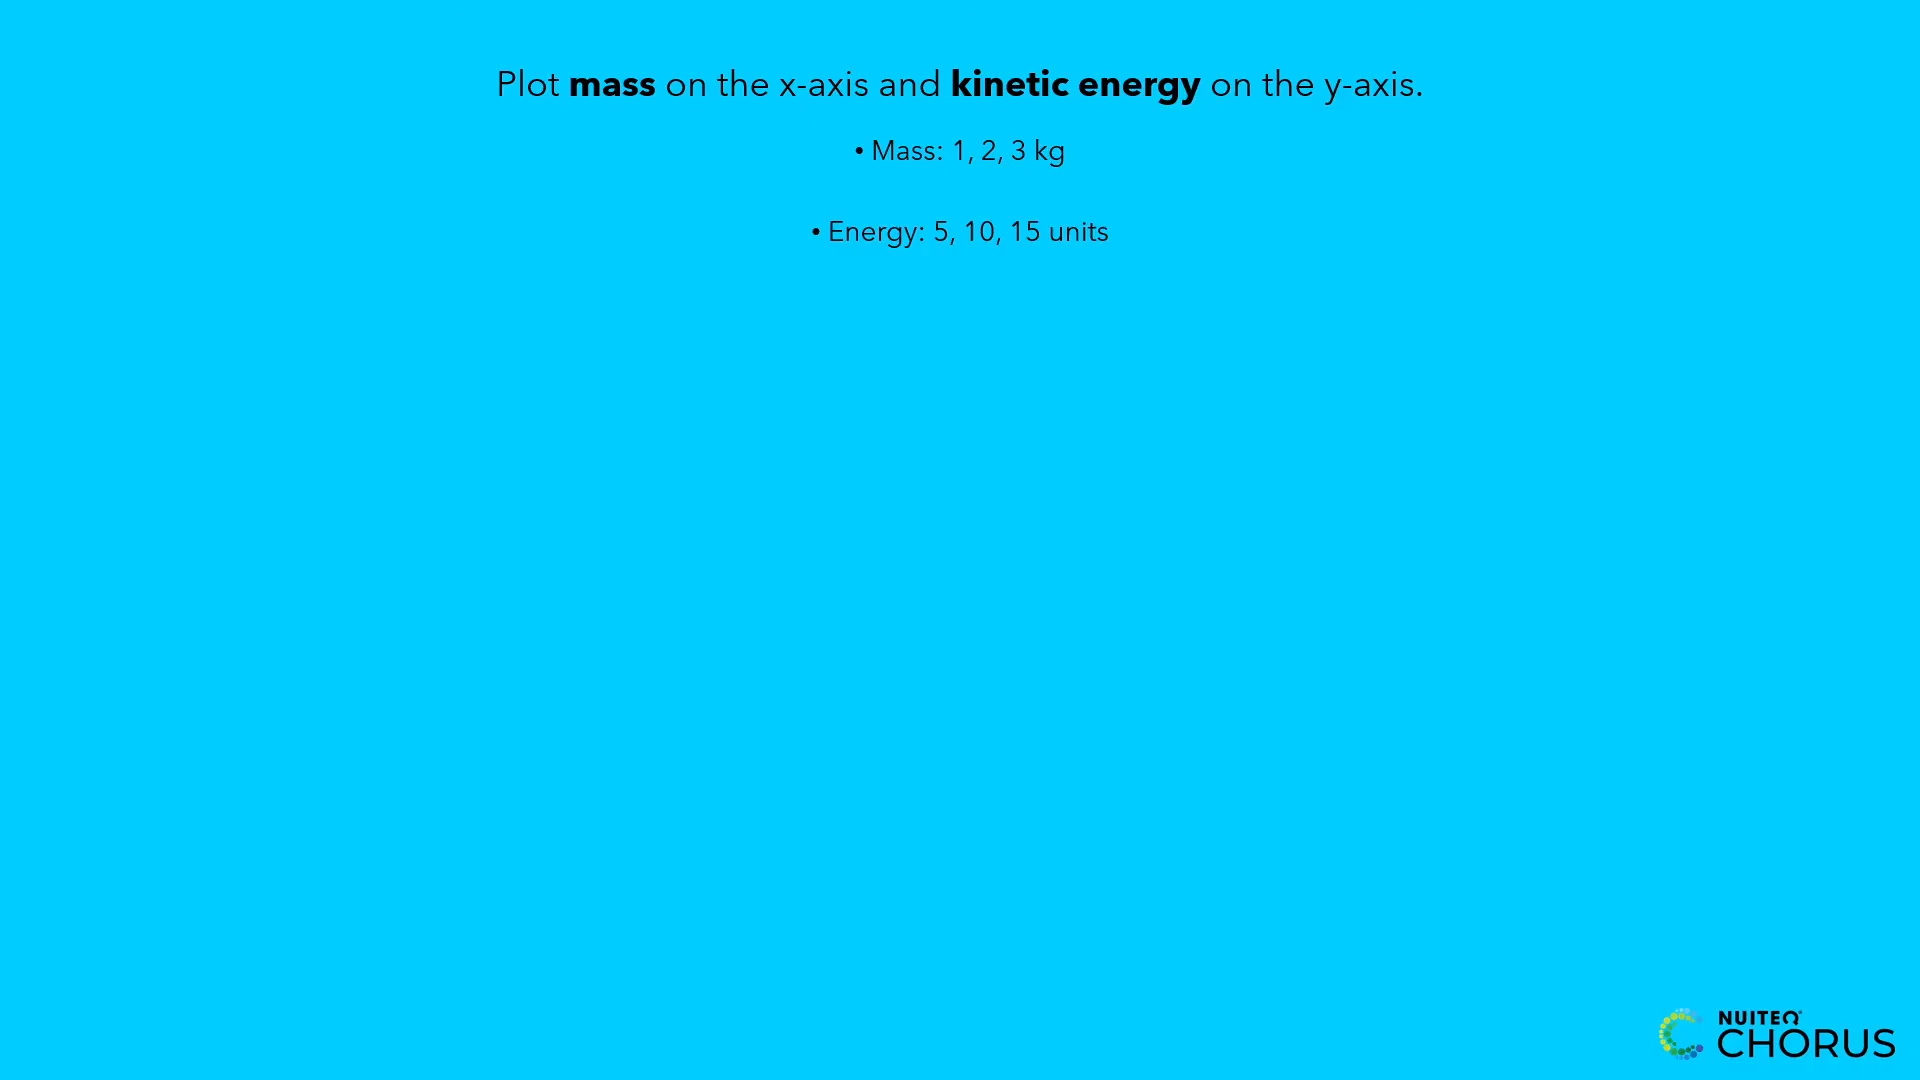 Plot mass on the x-axis and kinetic energy on the y-axis.
• Mass: 1, 2, 3 kg
• Energy: 5, 10, 15 units
NUITEQ
CHORUS